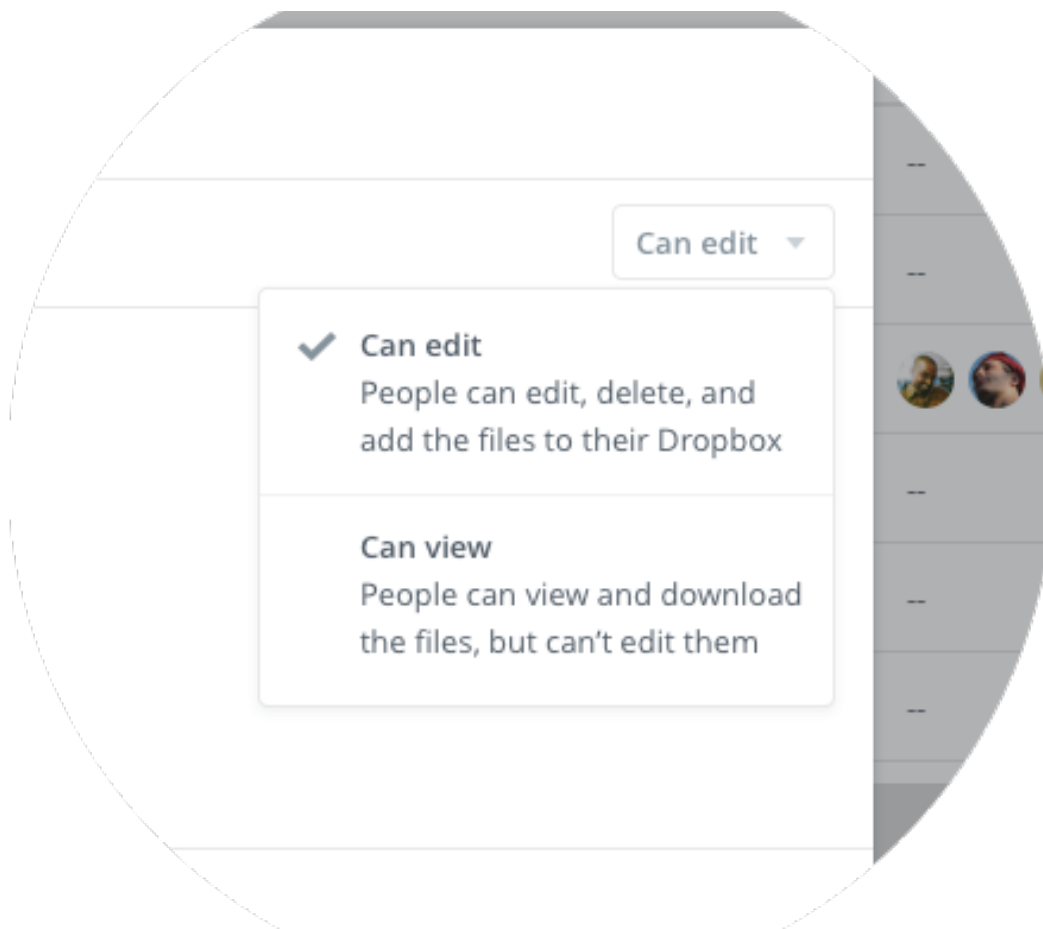 Can edit
Can edit
People can edit, delete, and
add the files to their Dropbox
Can view
People can view and download
the files, but can’t edit them
--
--
--
--
--